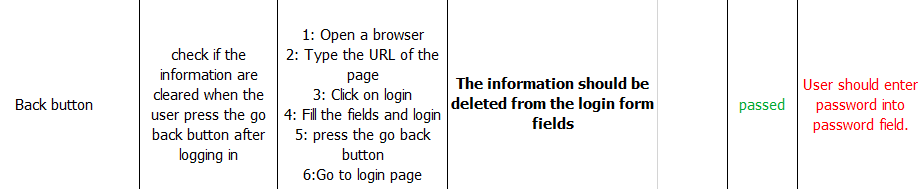 Back button
check if the
information are
cleared when the
user press the go
back button after
logging in
1: Open a browser
2: Type the URL of the
page
3: Click on login
4: Fill the fields and login
5: press the go back
button
6:Go to login page
The information should be
deleted from the login form
fields
passed
User should enter
password into
password field.